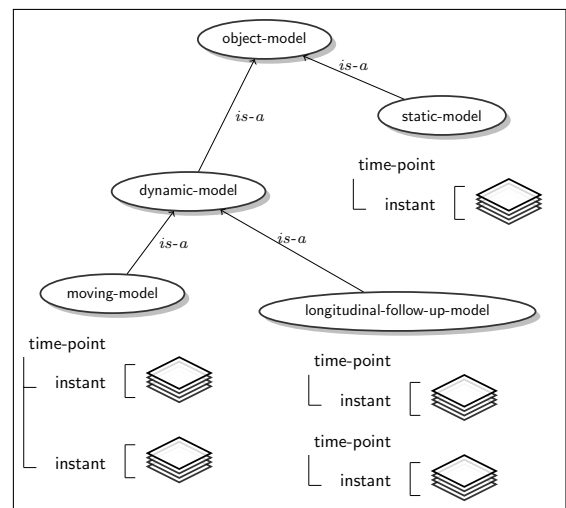 object-model
is-a
static-model
is-a
time-point
dynamic-model
instant
is-a
is-a
moving-model
longitudinal-follow-up-model
time-point
time-point
instant
instant
time-point
instant
instant